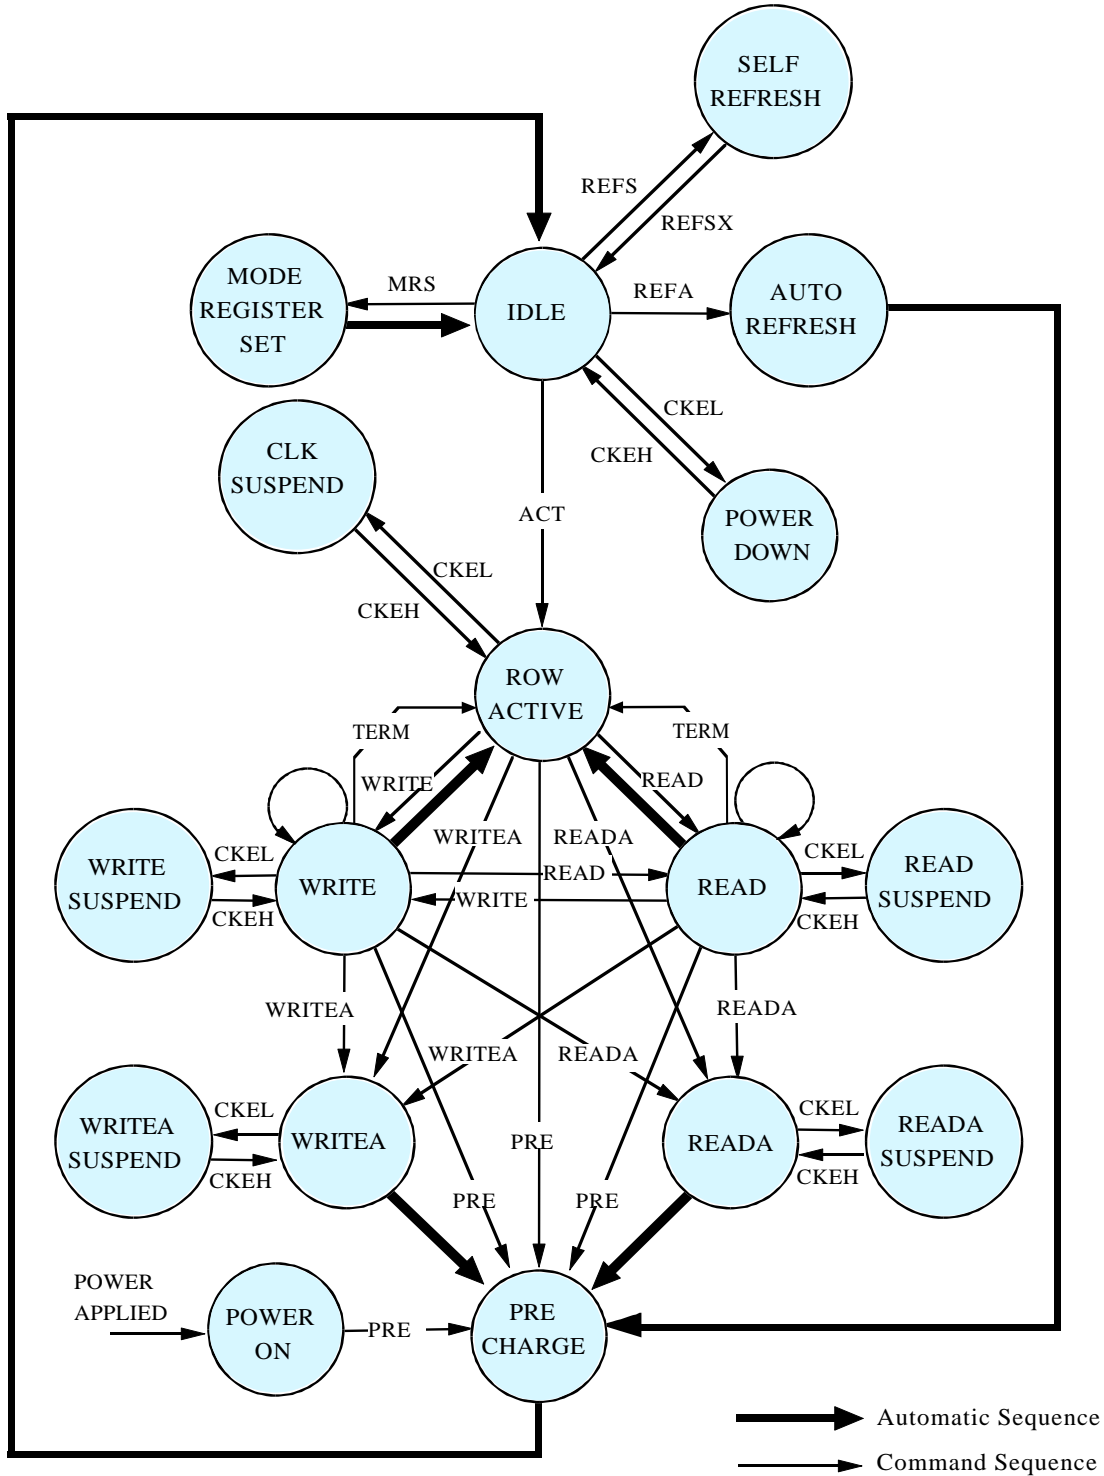 SELF
REFRESH
REFS
REFSX
MODE
REGISTER
SET
MRS
IDLE
REFA
AUTO
REFRESH
CKEL
CKEH
CLK
SUSPEND
POWER
DOWN
ACT
CKEL
CKEH
ROW
ACTIVE
TERM
TERM
WRITE
READ
WRITEA
READA
WRITE
SUSPEND
CKEL
CKEH
WRITE
READ
WRITE
READ
CKEL
CKEH
READ
SUSPEND
WRITEA
READA
WRITEA
READA
WRITEA
SUSPEND
CKEL
CKEH
WRITEA
PRE
READA
CKEL
CKEH
READA
SUSPEND
PRE
PRE
POWER
APPLIED
POWER
ON
PRE
PRE
CHARGE
Automatic Sequence
Command Sequence